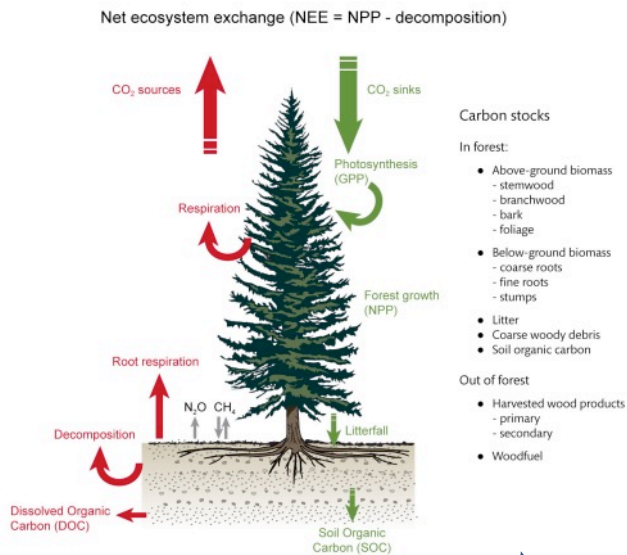 Net ecosystem exchange (NEE = NPP - decomposition)
CO₂ sources
CO₂ sinks
Photosynthesis
(GPP)
Respiration
Forest growth
(NPP)
Root respiration
N₂O
CH₄
Decomposition
Litterfall
Dissolved Organic
Carbon (DOC)
Soil Organic
Carbon (SOC)
Carbon stocks
In forest:
● Above-ground biomass
- stemwood
- branchwood
- bark
- foliage
● Below-ground biomass
- coarse roots
- fine roots
- stumps
● Litter
● Coarse woody debris
● Soil organic carbon
Out of forest
● Harvested wood products
- primary
- secondary
● Woodfuel